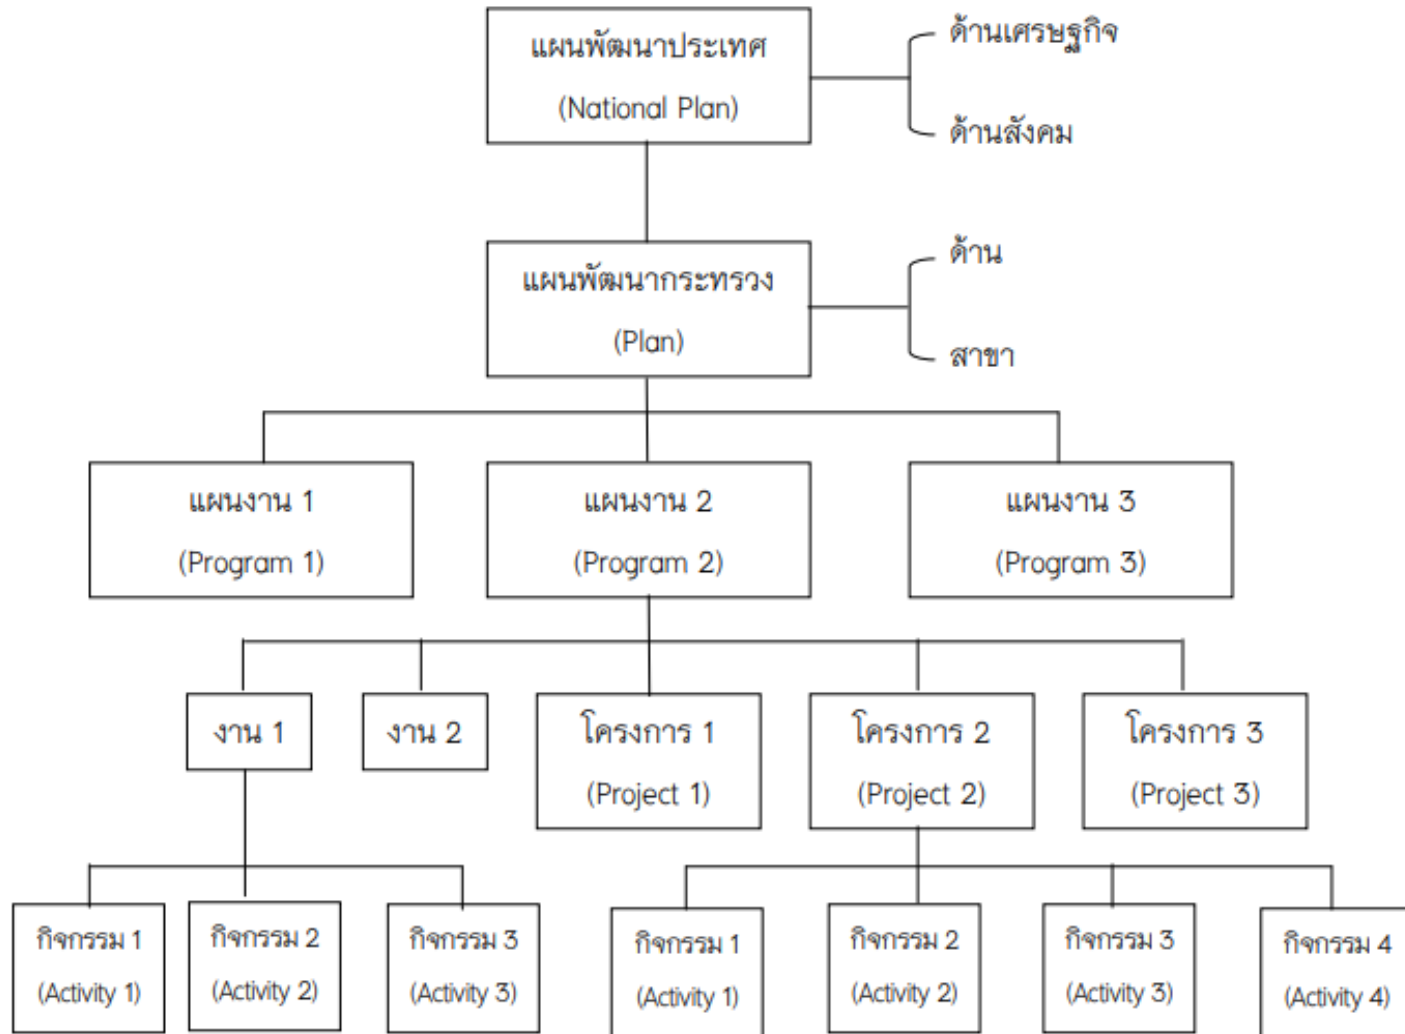 แผนพัฒนาประเทศ
(National Plan)
ด้านเศรษฐกิจ
ด้านสังคม
แผนพัฒนากระทรวง
(Plan)
ด้าน
สาขา
แผนงาน 1
(Program 1)
แผนงาน 2
(Program 2)
แผนงาน 3
(Program 3)
งาน 1
งาน 2
โครงการ 1
(Project 1)
โครงการ 2
(Project 2)
โครงการ 3
(Project 3)
กิจกรรม 1
(Activity 1)
กิจกรรม 2
(Activity 2)
กิจกรรม 3
(Activity 3)
กิจกรรม 1
(Activity 1)
กิจกรรม 2
(Activity 2)
กิจกรรม 3
(Activity 3)
กิจกรรม 4
(Activity 4)